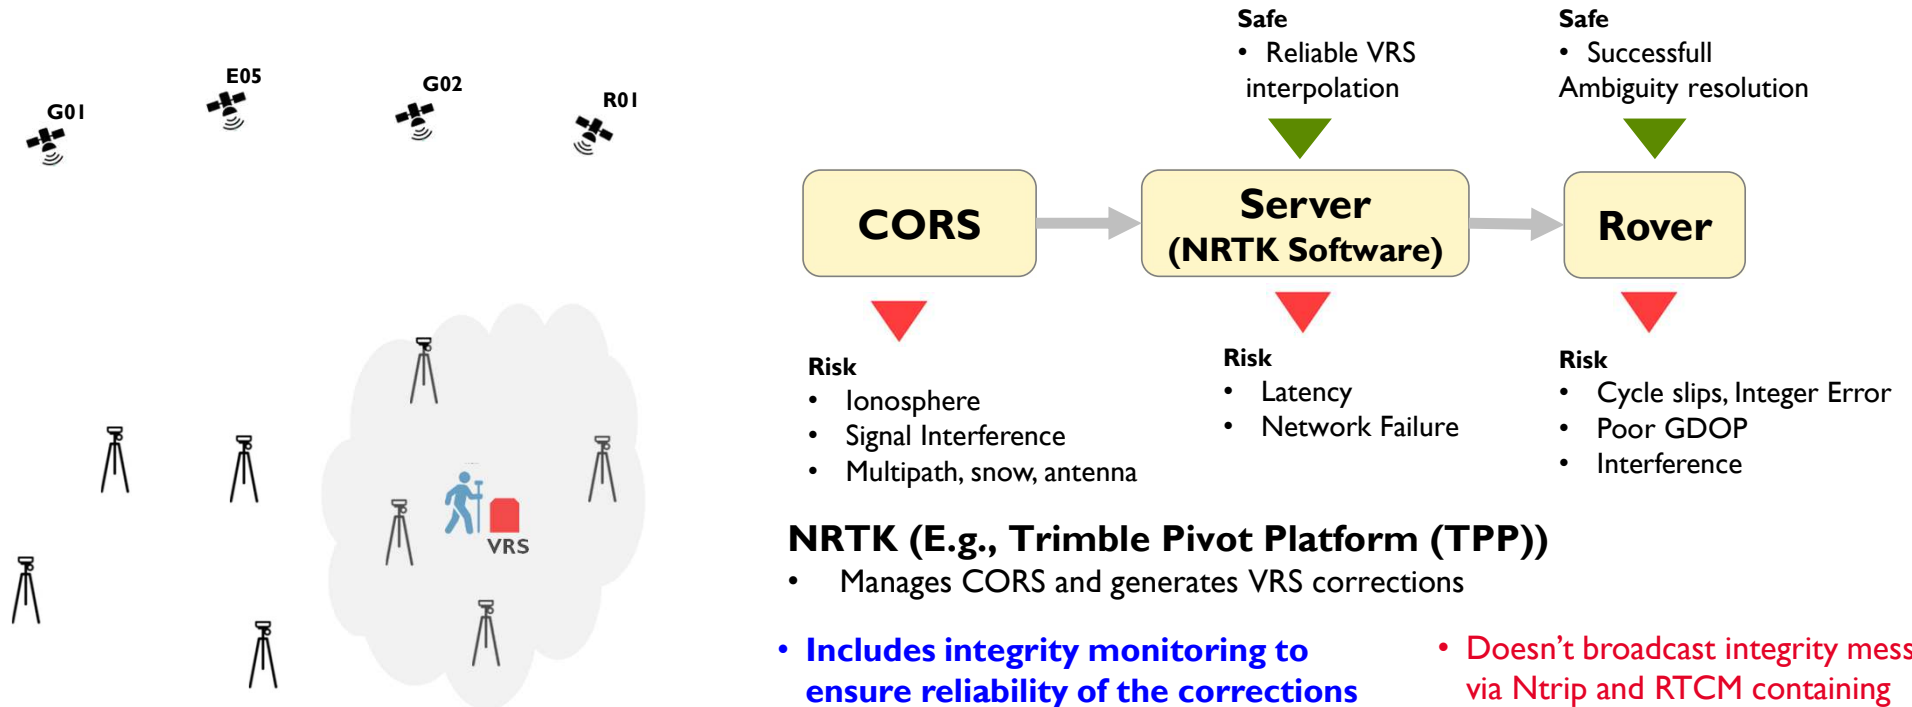 G01
E05
G02
R01
VRS
Safe
• Reliable VRS
interpolation
Safe
• Successfull
Ambiguity resolution
CORS
Server
(NRTK Software)
Rover
Risk
• Ionosphere
• Signal Interference
• Multipath, snow, antenna
Risk
• Latency
• Network Failure
Risk
• Cycle slips, Integer Error
• Poor GDOP
• Interference
NRTK (E.g., Trimble Pivot Platform (TPP))
• Manages CORS and generates VRS corrections
• Includes integrity monitoring to
ensure reliability of the corrections
• Doesn't broadcast integrity mess
via Ntrip and RTCM containing